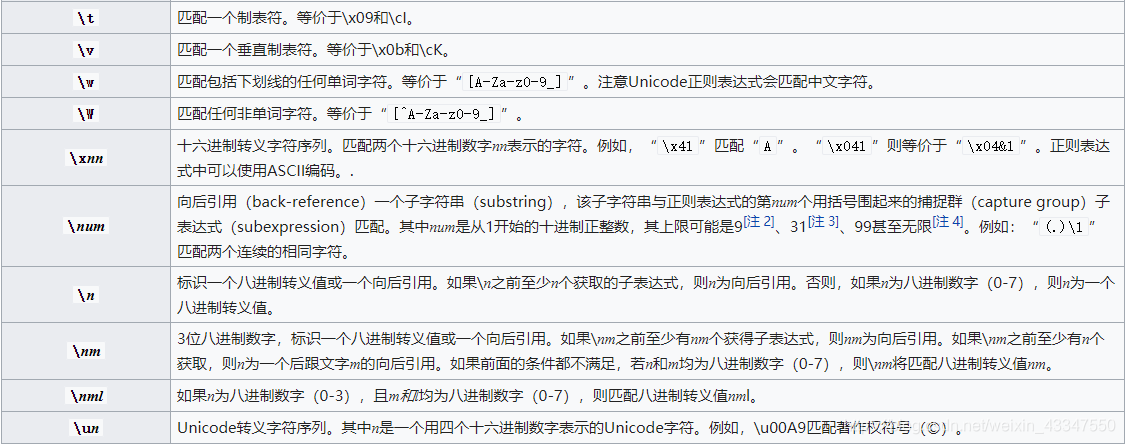 \t 匹配一个制表符。等价于\x09和\cI。
\v 匹配一个垂直制表符。等价于\x0b和\cK。
\w 匹配包括下划线的任何单词字符。等价于“[A-Za-z0-9_]”。注意Unicode正则表达式会匹配中文字符。
\W 匹配任何非单词字符。等价于“[^A-Za-z0-9_]”。
\xnn 十六进制转义字符序列。匹配两个十六进制数字nn表示的字符。例如，“\x41”匹配“A”。“\x041”则等价于“\x04&1”。正则表达
式中可以使用ASCII编码。.
\num 向后引用（back-reference）一个子字符串（substring），该子字符串与正则表达式的第num个用括号围起来的捕捉群（capture group）子
表达式（subexpression）匹配。其中num是从1开始的十进制正整数，其上限可能是9[注 2]、31[注 3]、99甚至无限[注 4]。例如：“(.)\1”
匹配两个连续的相同字符。
\n 标识一个八进制转义值或一个向后引用。如果\n之前至少n个获取的子表达式，则n为向后引用。否则，如果n为八进制数字（0-7），则n为一个
八进制转义值。
\nm 3位八进制数字，标识一个八进制转义值或一个向后引用。如果\nm之前至少有nm个获得子表达式，则nm为向后引用。如果\nm之前至少有n个
获取，则n为一个后跟文字m的向后引用。如果前面的条件都不满足，若n和m均为八进制数字（0-7），则\nm将匹配八进制转义值nm。
\nml 如果n为八进制数字（0-3），且m和l均为八进制数字（0-7），则匹配八进制转义值nml。
\un Unicode转义字符序列。其中n是一个用四个十六进制数字表示的Unicode字符。例如，\u00A9匹配著作权符号（©）。